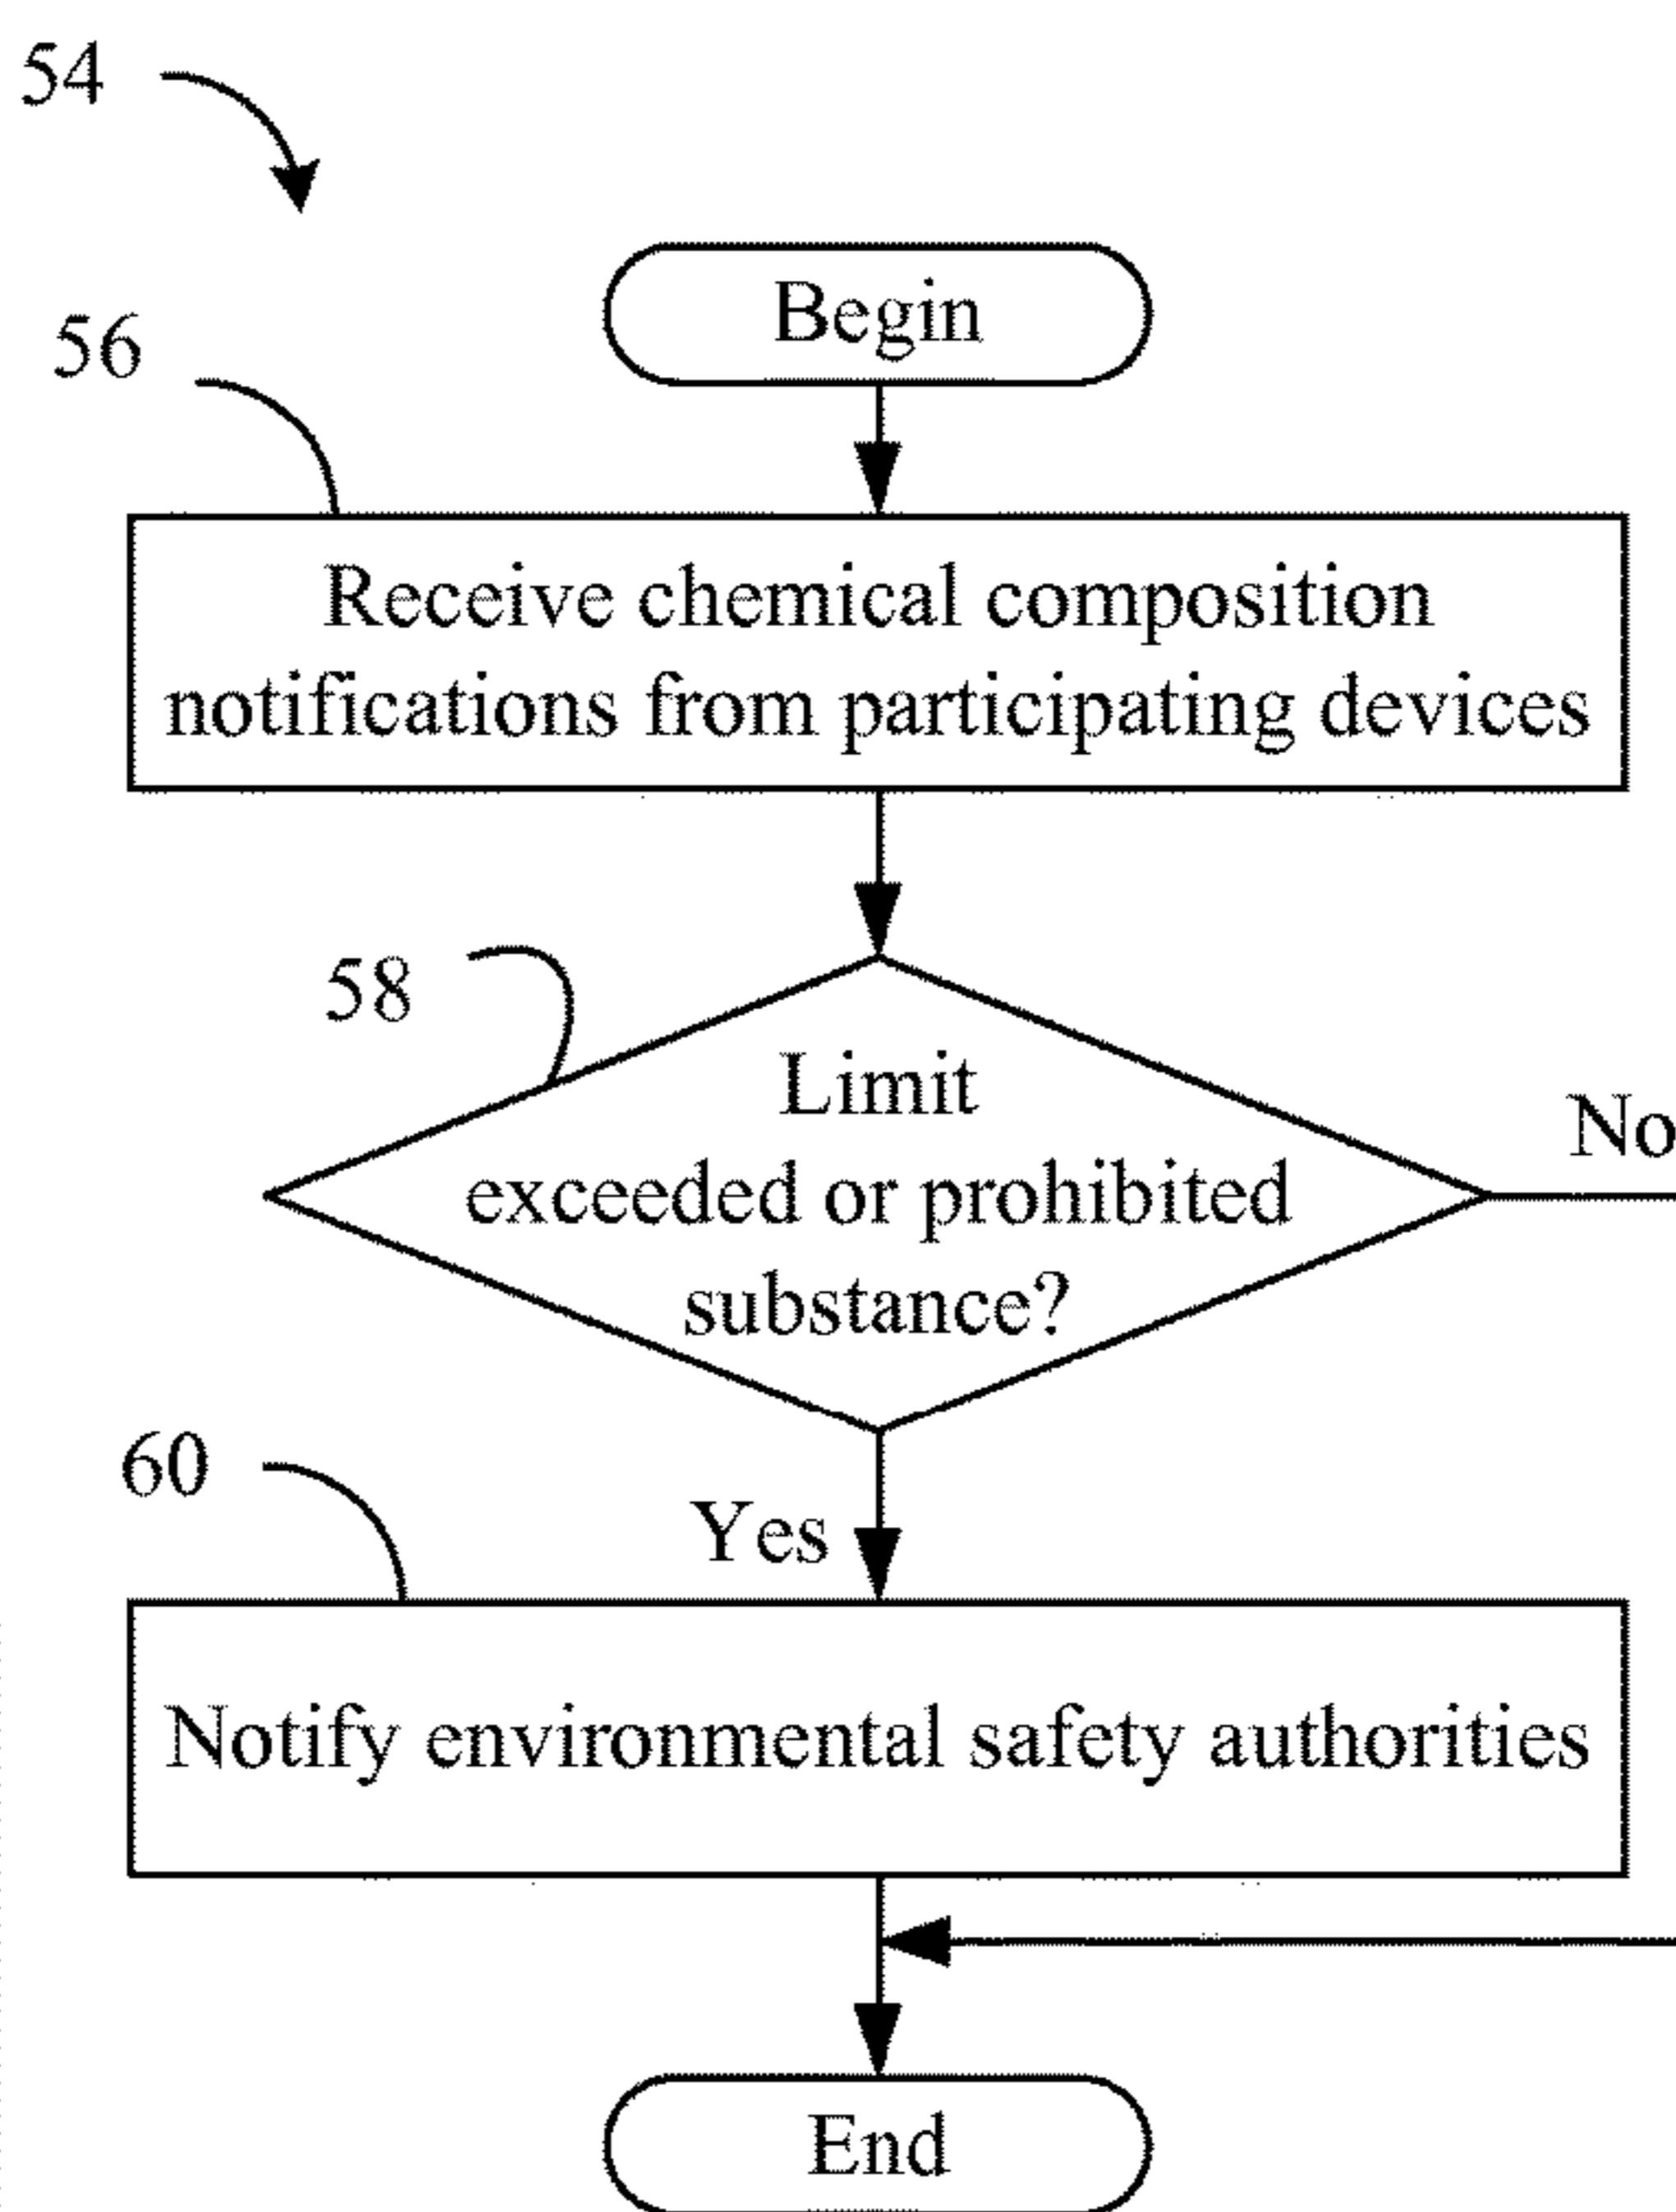 54
Begin
56
Receive chemical composition
notifications from participating devices
58
Limit
exceeded or prohibited
substance?
No
Yes
60
Notify environmental safety authorities
End